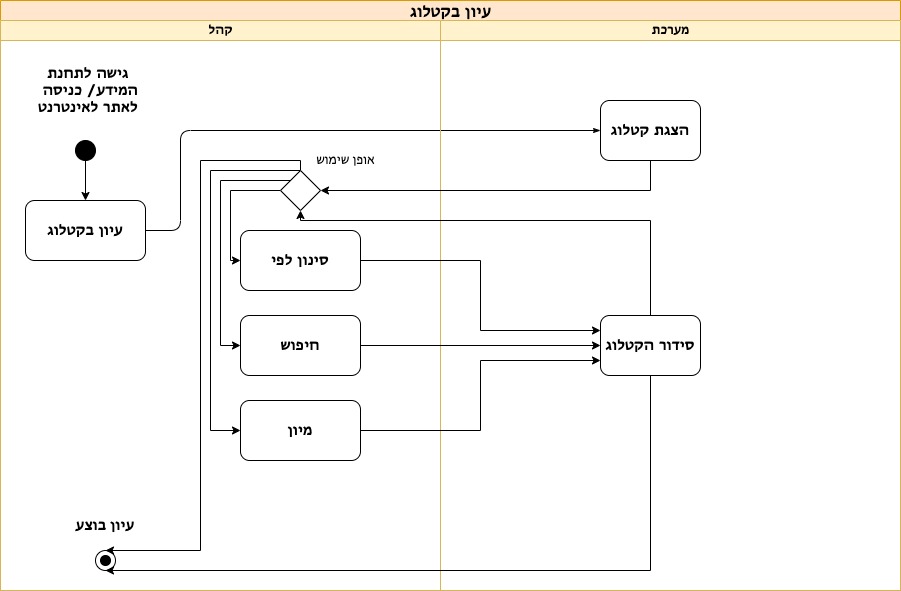 עיון בקטלוג
קהל
מערכת
גישה לתחנת
המידע/ כניסה
לאתר לאינטרנט
הצגת קטלוג
אופן שימוש
עיון בקטלוג
סינון לפי
חיפוש
סידור הקטלוג
מיון
עיון בוצע